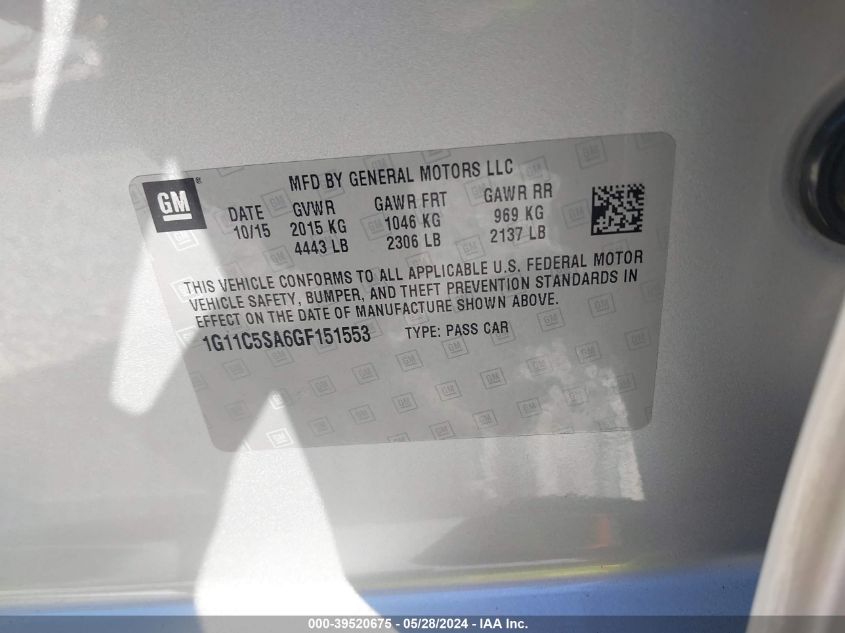 GM®
MFD BY GENERAL MOTORS LLC
DATE GVWR GAWR FRT GAWR RR
10/15 2015 KG 1046 KG 969 KG
4443 LB 2306 LB 2137 LB
THIS VEHICLE CONFORMS TO ALL APPLICABLE U.S. FEDERAL MOTOR
VEHICLE SAFETY, BUMPER, AND THEFT PREVENTION STANDARDS IN
EFFECT ON THE DATE OF MANUFACTURE SHOWN ABOVE.
1G11C5SA6GF151553 TYPE: PASS CAR
000-39520675 - 05/28/2024 - IAA Inc.